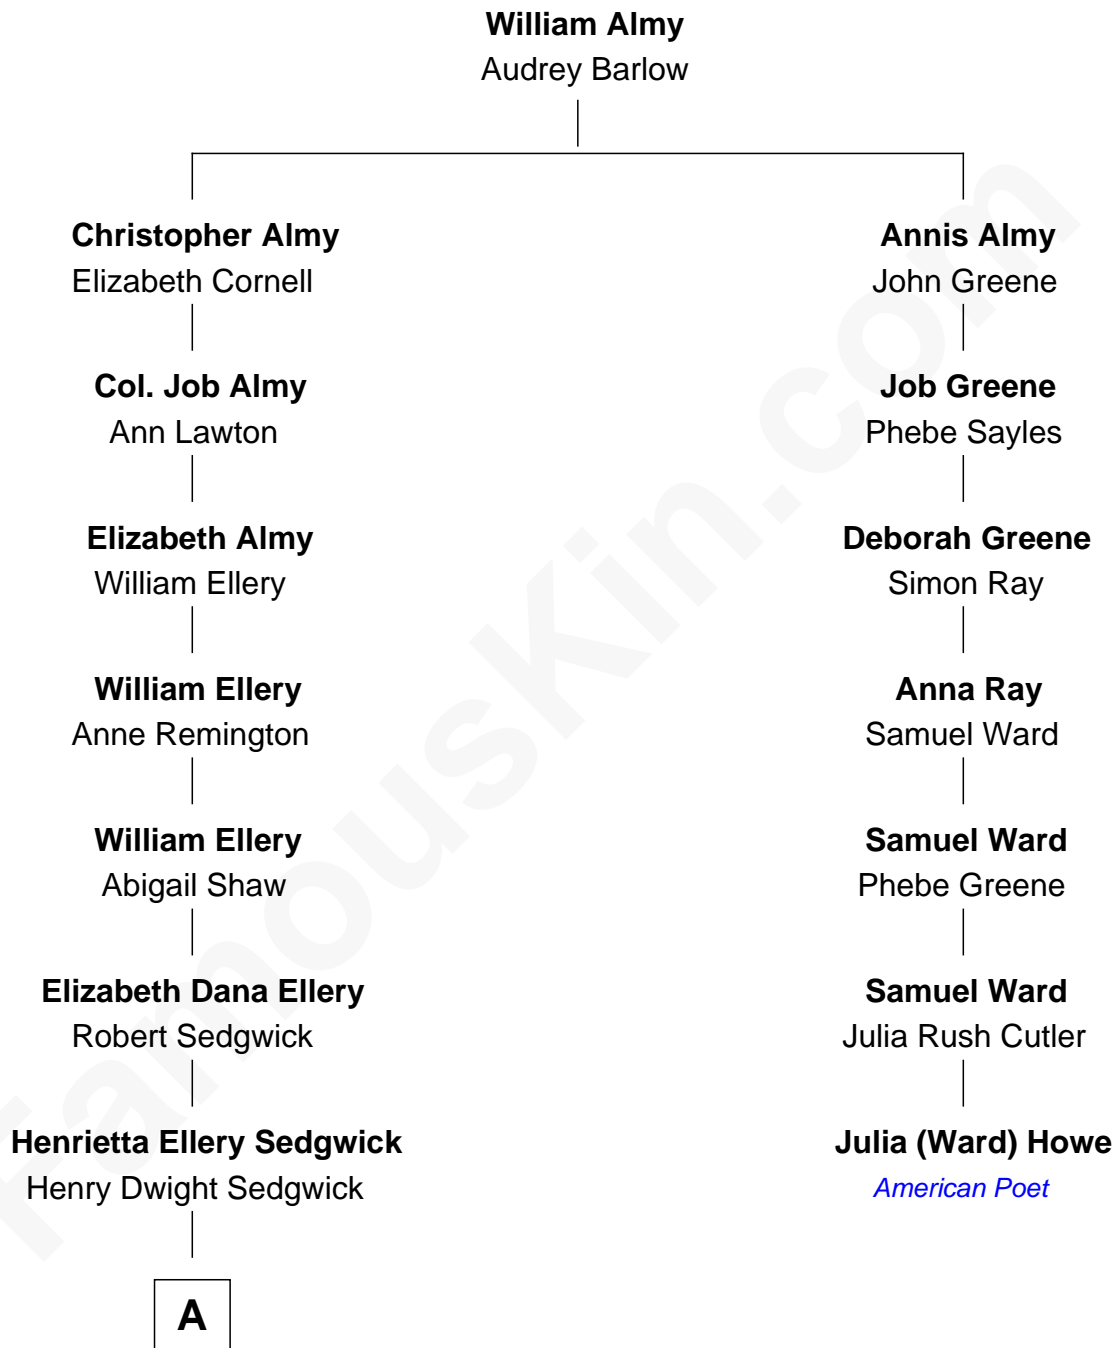 William Almy
Audrey Barlow
Christopher Almy
Elizabeth Cornell
Annis Almy
John Greene
Col. Job Almy
Ann Lawton
Job Greene
Phebe Sayles
Elizabeth Almy
William Ellery
Deborah Greene
Simon Ray
William Ellery
Anne Remington
Anna Ray
Samuel Ward
William Ellery
Abigail Shaw
Samuel Ward
Phebe Greene
Elizabeth Dana Ellery
Robert Sedgwick
Samuel Ward
Julia Rush Cutler
Henrietta Ellery Sedgwick
Henry Dwight Sedgwick
Julia (Ward) Howe
American Poet
A
FamousKin.com